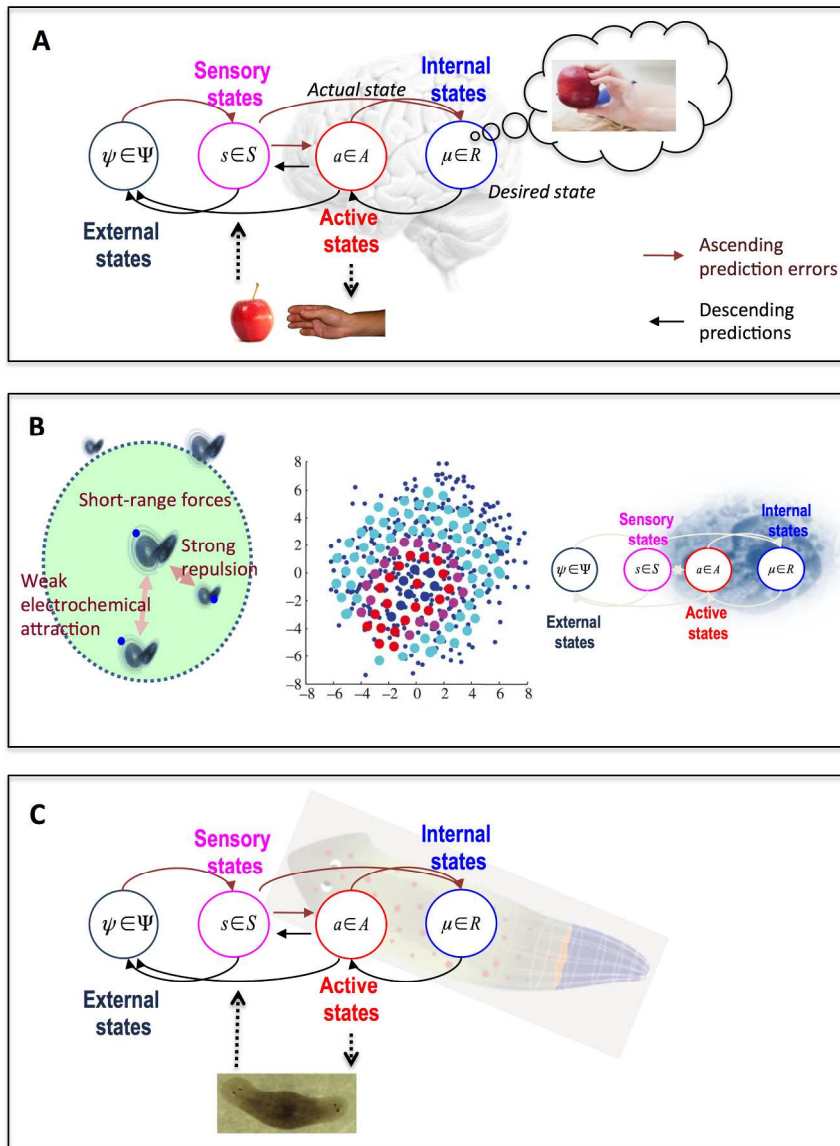 A
Sensory
states
Actual state
Internal
states
ψ∈Ψ
s∈S
a∈A
μ∈R
Desired state
External
states
Active
states
Ascending
prediction errors
Descending
predictions
B
Short-range forces
Strong
repulsion
Weak
electrochemical
attraction
8
6
4
2
0
−2
−4
−6
−8
−8 −6 −4 −2 0 2 4 6 8
Sensory
states
Internal
states
ψ∈Ψ
s∈S
a∈A
μ∈R
External
states
Active
states
C
Sensory
states
Internal
states
ψ∈Ψ
s∈S
a∈A
μ∈R
External
states
Active
states